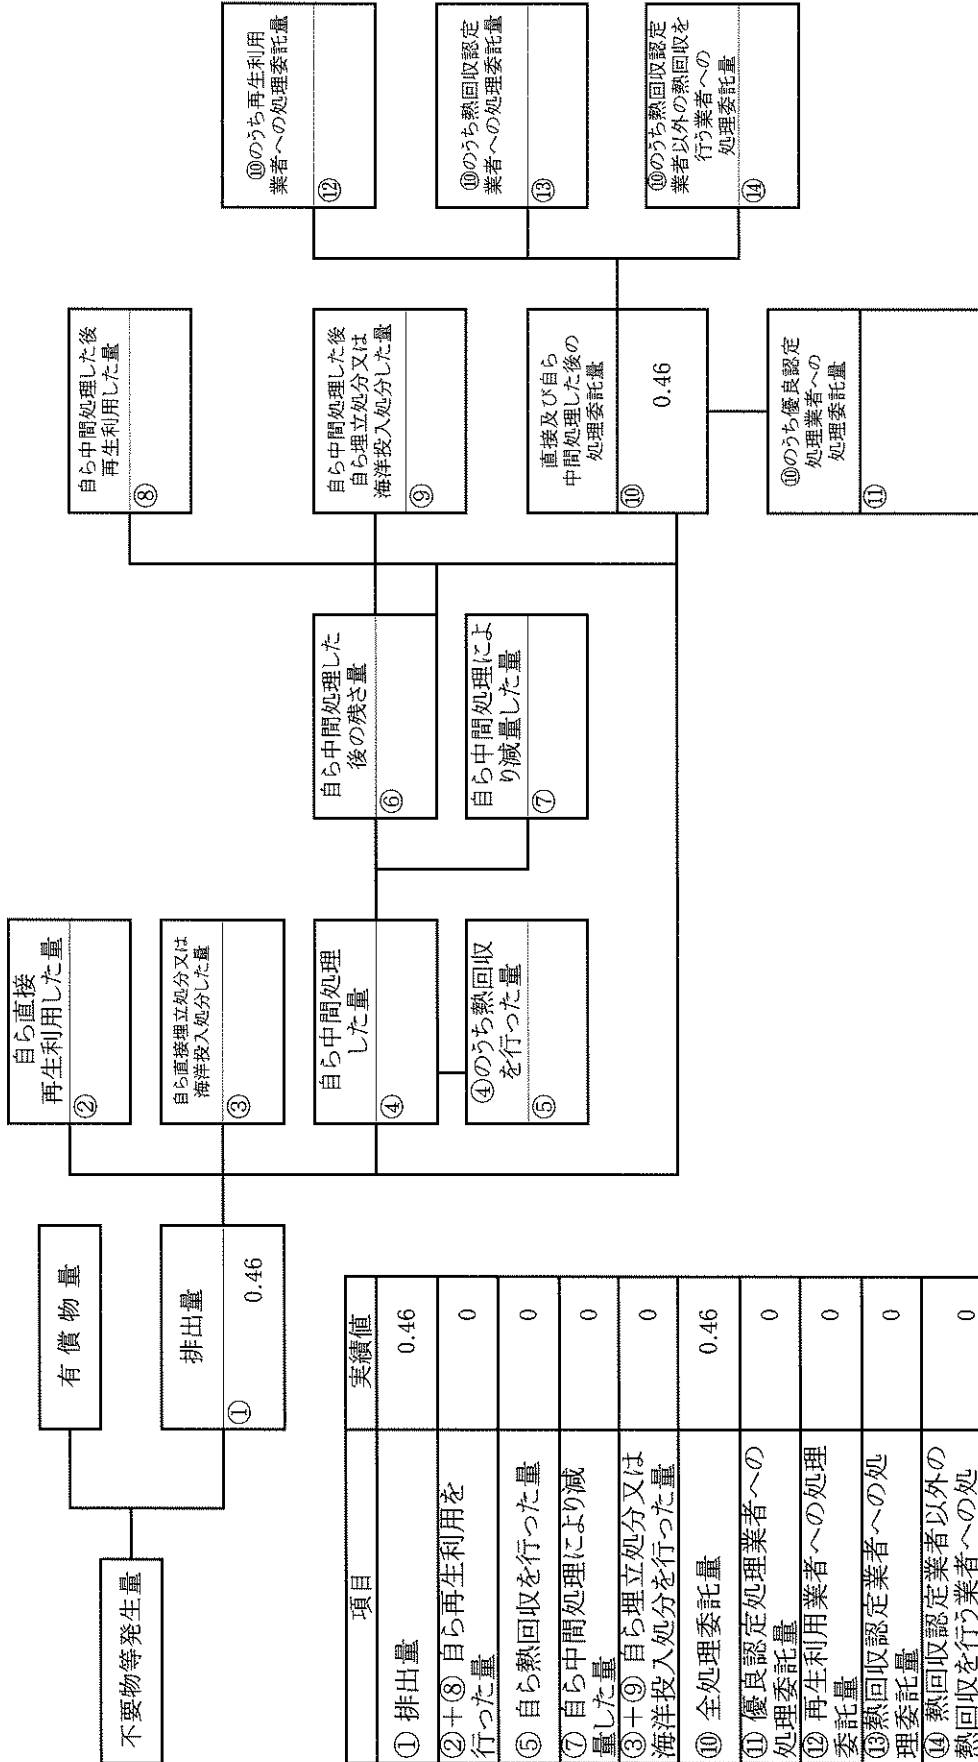 不要物等発生量
有 償 物 量
排出量
①
0.46
自ら直接
再生利用した量
②
自ら直接埋立処分又は
海洋投入処分した量
③
自ら中間処理
した量
④
④のうち熱回収
を行った量
⑤
自ら中間処理した
後の残さ量
⑥
自ら中間処理によ
り減量した量
⑦
自ら中間処理した後
再生利用した量
⑧
自ら中間処理した後
自ら埋立処分又は
海洋投入処分した量
⑨
直接及び自ら
中間処理した後の
処理委託量
⑩
0.46
⑩のうち優良認定
処理業者への
処理委託量
⑪
⑩のうち再生利用
業者への処理委託量
⑫
⑩のうち熱回収認定
業者への処理委託量
⑬
⑩のうち熱回収認定
業者以外の熱回収を
行う業者への
処理委託量
⑭
項目 実績値
① 排出量 0.46
②+⑧ 自ら再生利用を
行った量 0
⑤ 自ら熱回収を行った量 0
⑦ 自ら中間処理により減
量した量 0
③+⑨ 自ら埋立処分又は
海洋投入処分を行った量 0
⑩ 全処理委託量 0.46
⑪ 優良認定処理業者への
処理委託量 0
⑫ 再生利用業者への処理
委託量 0
⑬熱回収認定業者への処
理委託量 0
⑭ 熱回収認定業者以外の
熱回収を行う業者への処 0